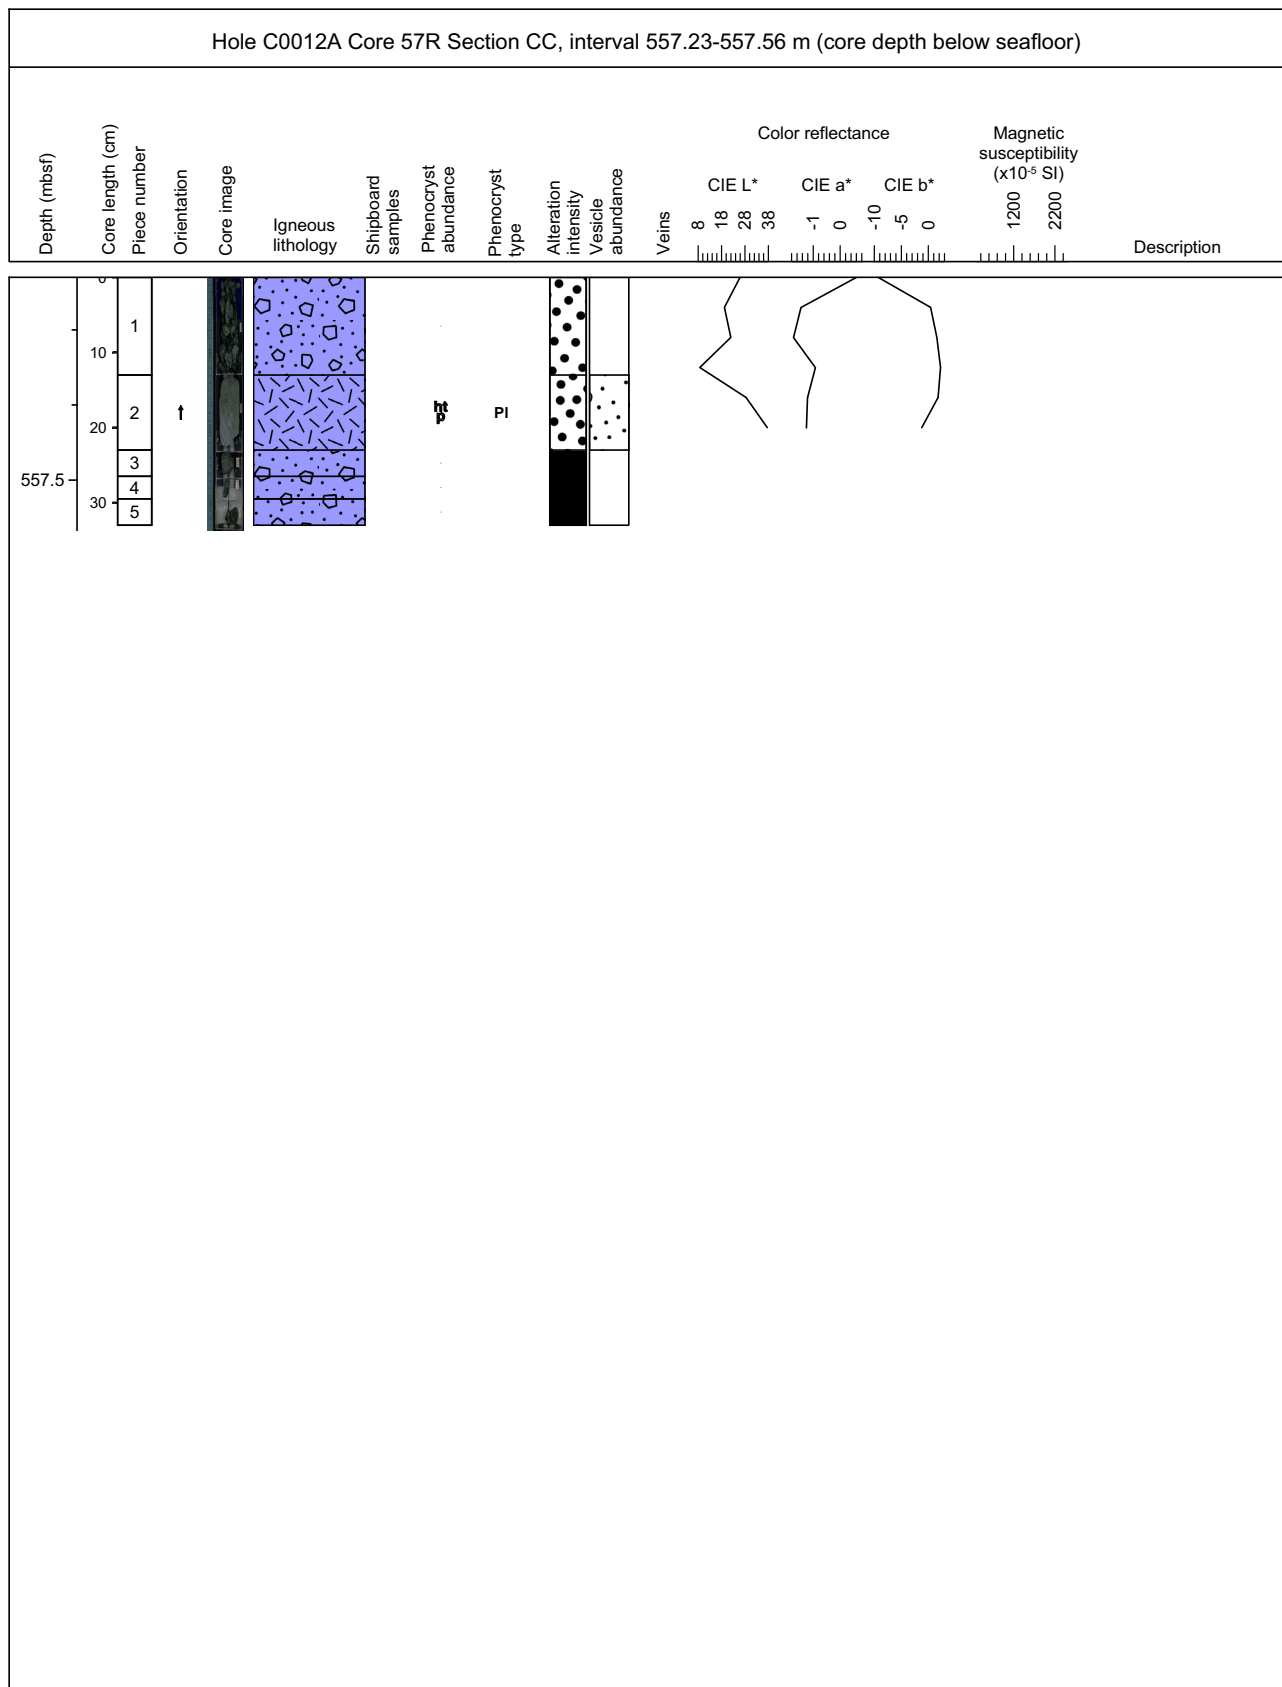 Hole C0012A Core 57R Section CC, interval 557.23-557.56 m (core depth below seafloor)
Depth (mbsf)
Core length (cm)
Piece number
Orientation
Core image
Igneous
lithology
Shipboard
samples
Phenocryst
abundance
Phenocryst
type
Alteration
intensity
Vesicle
abundance
Veins
Color reflectance
CIE L*
8 18 28 38
CIE a*
-1 0
CIE b*
-10 -5 0
Magnetic
susceptibility
(x10-5 SI)
1200 2200
Description
0
1
10
2
20
3
557.5
4
30
5
ht
p
Pl